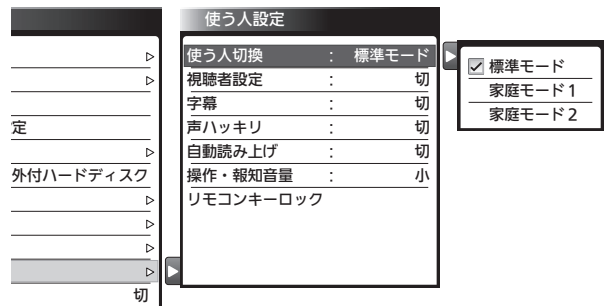 定
外付ハードディスク
切
使う人設定
使う人切換 : 標準モード
視聴者設定 : 切
字幕 : 切
声ハッキリ : 切
自動読み上げ : 切
操作・報知音量 : 小
リモコンキーロック
標準モード
家庭モード1
家庭モード2